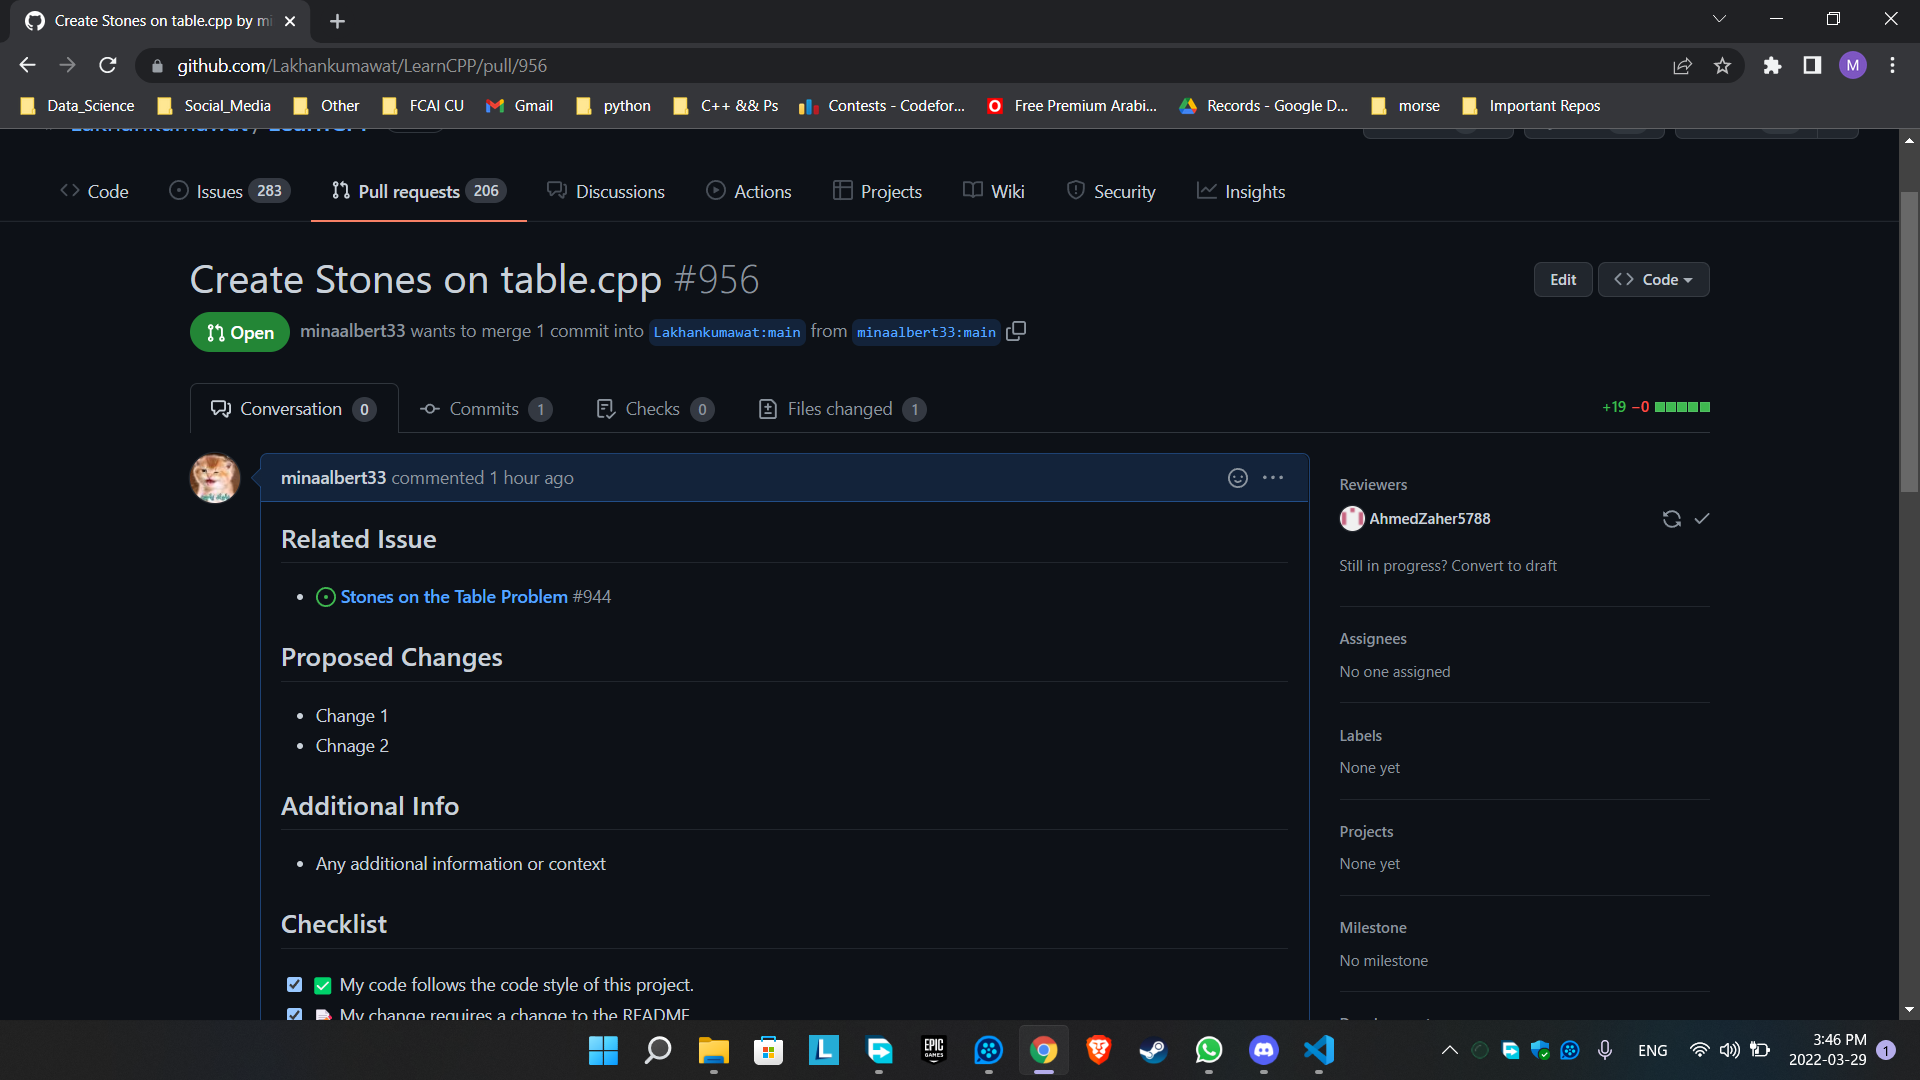 Create Stones on table.cpp by mi
github.com/Lakhankumawat/LearnCPP/pull/956
M
Data_Science Social_Media Other FCAI CU Gmail python C++ && Ps Contests - Codefor... Free Premium Arabi... Records - Google D... morse Important Repos
Code Issues 283 Pull requests 206 Discussions Actions Projects Wiki Security Insights
Create Stones on table.cpp #956
Edit Code
Open minaalbert33 wants to merge 1 commit into Lakhankumawat:main from minaalbert33:main
Conversation 0 Commits 1 Checks 0 Files changed 1
+19 −0
minaalbert33 commented 1 hour ago
Related Issue
Stones on the Table Problem #944
Proposed Changes
Change 1
Chnage 2
Additional Info
Any additional information or context
Checklist
My code follows the code style of this project.
My change requires a change to the README
Reviewers
AhmedZaher5788
Still in progress? Convert to draft
Assignees
No one assigned
Labels
None yet
Projects
None yet
Milestone
No milestone
L
EPIC
GAMES
ENG
3:46 PM
2022-03-29
1